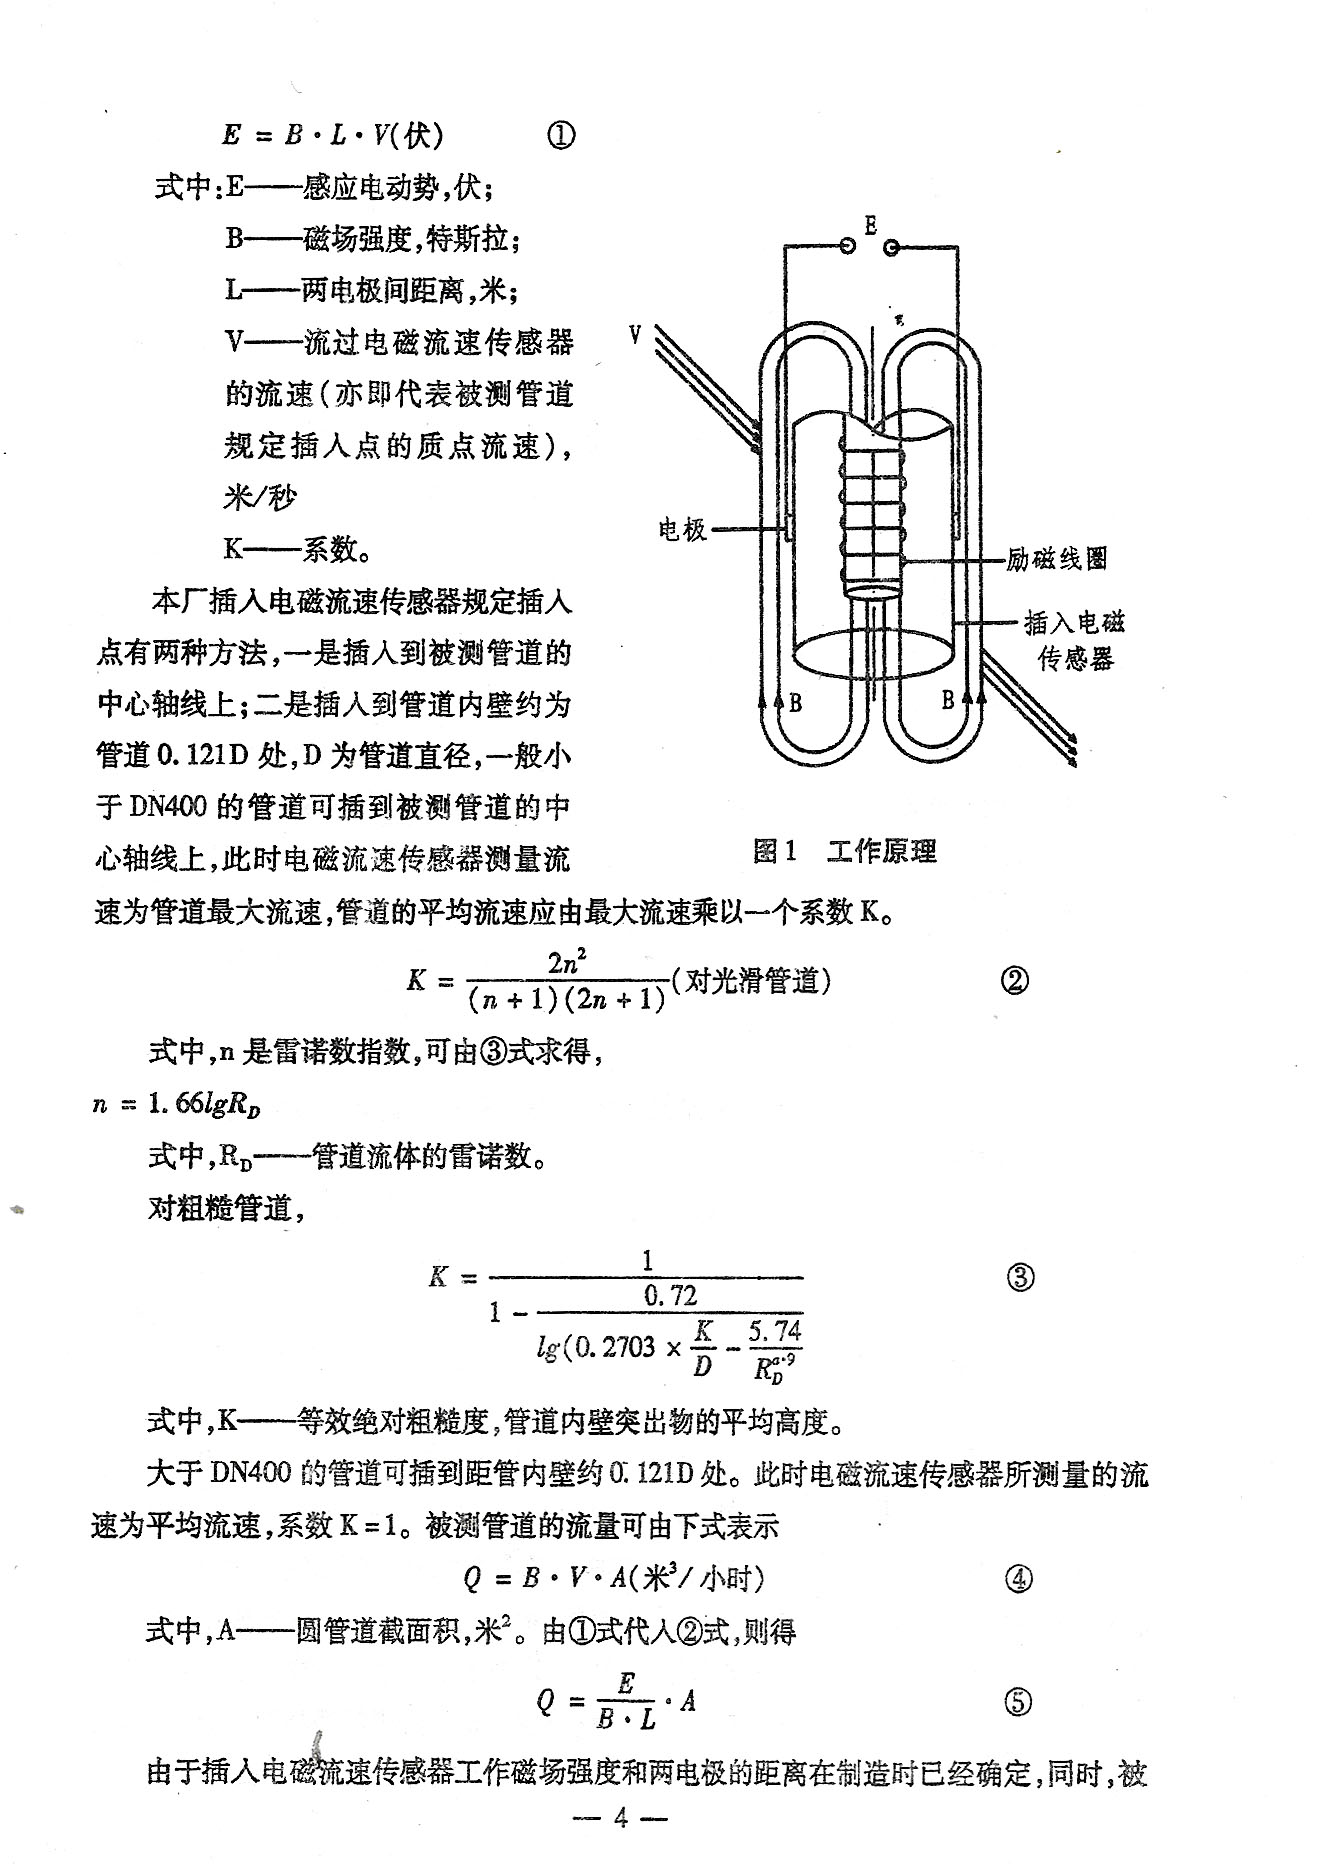 E = B·L·V(伏) ①
式中:E——感应电动势,伏;
B——磁场强度,特斯拉;
L——两电极间距离,米;
V——流过电磁流速传感器
的流速(亦即代表被测管道
规定插入点的质点流速),
米/秒
K——系数。
本厂插入电磁流速传感器规定插入
点有两种方法,一是插入到被测管道的
中心轴线上;二是插入到管道内壁约为
管道0.121D处,D为管道直径,一般小
于DN400的管道可插到被测管道的中
心轴线上,此时电磁流速传感器测量流
E
V
电极
励磁线圈
插入电磁
传感器
B
B
图1 工作原理
速为管道最大流速,管道的平均流速应由最大流速乘以一个系数K。
K = 2n²/((n+1)(2n+1)) (对光滑管道) ②
式中,n是雷诺数指数,可由③式求得,
n = 1.66lgR_D
式中,R_D——管道流体的雷诺数。
对粗糙管道,
K = 1/(1 - 0.72/(lg(0.2703 × K/D - 5.74/R_D^{a·9})) ③
式中,K——等效绝对粗糙度,管道内壁突出物的平均高度。
大于DN400的管道可插到距管内壁约0.121D处。此时电磁流速传感器所测量的流
速为平均流速,系数K=1。被测管道的流量可由下式表示
Q = B·V·A(米³/小时) ④
式中,A——圆管道截面积,米²。由①式代入②式,则得
Q = E/(B·L)·A ⑤
由于插入电磁流速传感器工作磁场强度和两电极的距离在制造时已经确定,同时,被
— 4 —